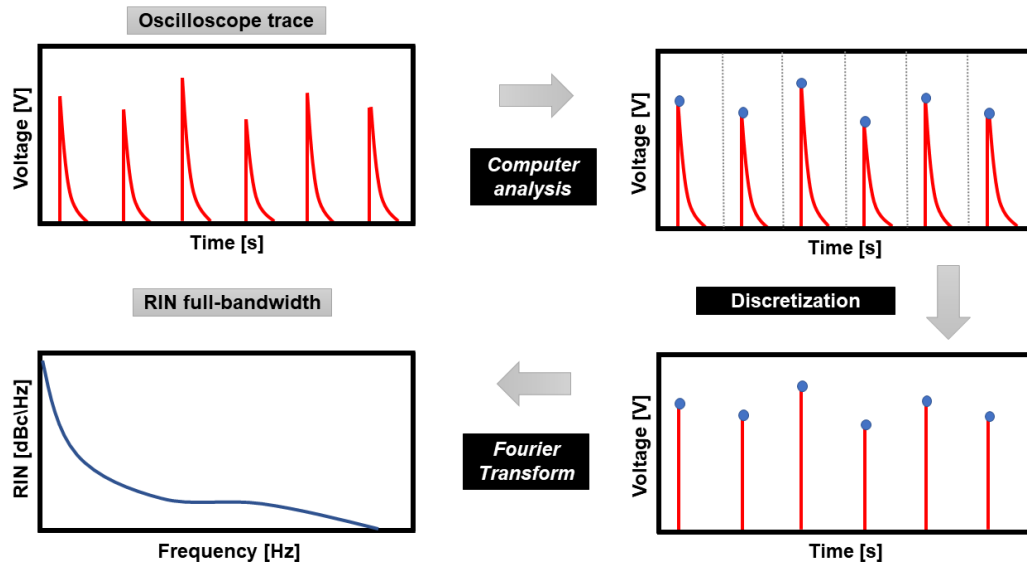 Oscilloscope trace
Voltage [V]
Time [s]
Computer
analysis
Voltage [V]
Time [s]
Discretization
Voltage [V]
Time [s]
Fourier
Transform
RIN full-bandwidth
RIN [dBc\Hz]
Frequency [Hz]